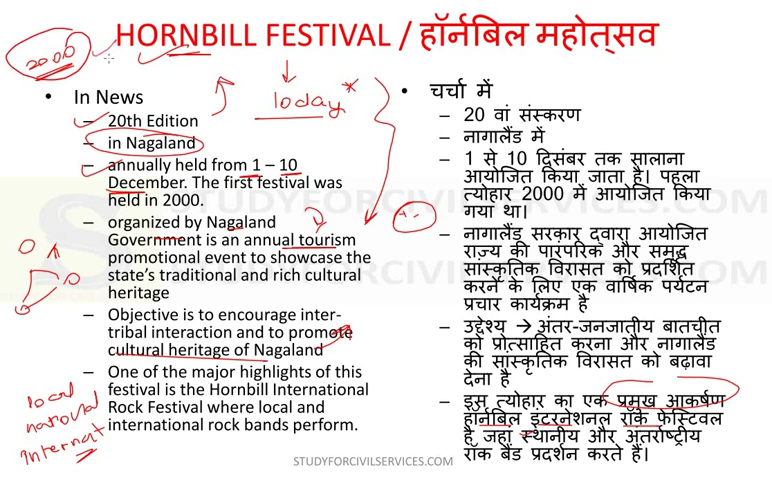 HORNBILL FESTIVAL / हॉर्नबिल महोत्सव
2000
10day*
• In News
– 20th Edition
– in Nagaland
– annually held from 1 – 10
December. The first festival was
held in 2000.
– organized by Nagaland
Government is an annual tourism
promotional event to showcase the
state's traditional and rich cultural
heritage
– Objective is to encourage inter-
tribal interaction and to promote
cultural heritage of Nagaland
– One of the major highlights of this
festival is the Hornbill International
Rock Festival where local and
international rock bands perform.
local
national
internat
• चर्चा में
– 20 वां संस्करण
– नागालैंड में
– 1 से 10 दिसंबर तक सालाना
आयोजित किया जाता है। पहला
त्योहार 2000 में आयोजित किया
गया था।
– नागालैंड सरकार द्वारा आयोजित
राज्य की पारंपरिक और समृद्ध
सांस्कृतिक विरासत को प्रदर्शित
करने के लिए एक वार्षिक पर्यटन
प्रचार कार्यक्रम है
– उद्देश्य → अंतर-जनजातीय बातचीत
को प्रोत्साहित करना और नागालैंड
की सांस्कृतिक विरासत को बढ़ावा
देना है
– इस त्योहार का एक प्रमुख आकर्षण
हार्नबिल इंटरनेशनल रॉक फेस्टिवल
है, जहां स्थानीय और अंतर्राष्ट्रीय
रॉक बैंड प्रदर्शन करते हैं।
STUDYFORCIVILSERVICES.COM
STUDYFORCIVILSERVICES.COM
STUDYFORCIVILSERVICES.COM